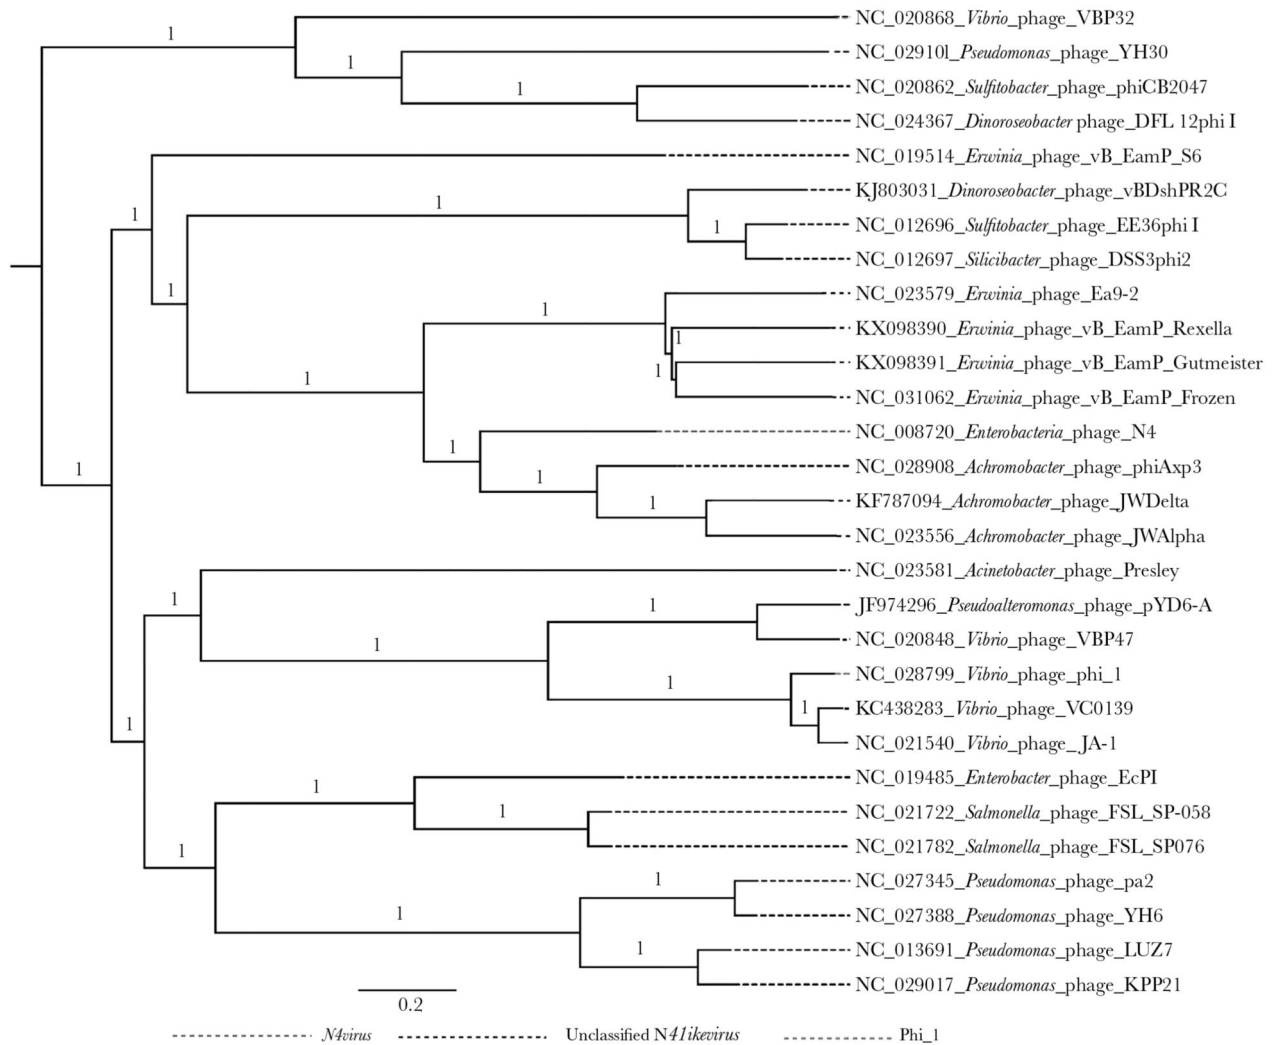 1 NC_020868_Vibrio_phage_VBP32
1 NC_02910l_Pseudomonas_phage_YH30
1 NC_020862_Sulfitobacter_phage_phiCB2047
NC_024367_Dinoroseobacter phage_DFL 12phi I
NC_019514_Erwinia_phage_vB_EamP_S6
1 1 KJ803031_Dinoroseobacter_phage_vBDshPR2C
1 NC_012696_Sulfitobacter_phage_EE36phi I
NC_012697_Silicibacter_phage_DSS3phi2
1 1 NC_023579_Erwinia_phage_Ea9-2
1 KX098390_Erwinia_phage_vB_EamP_Rexella
1 1 KX098391_Erwinia_phage_vB_EamP_Gutmeister
NC_031062_Erwinia_phage_vB_EamP_Frozen
NC_008720_Enterobacteria_phage_N4
1 1 1 NC_028908_Achromobacter_phage_phiAxp3
1 KF787094_Achromobacter_phage_JWDelta
NC_023556_Achromobacter_phage_JWAlpha
NC_023581_Acinetobacter_phage_Presley
1 1 JF974296_Pseudoalteromonas_phage_pYD6-A
1 NC_020848_Vibrio_phage_VBP47
1 NC_028799_Vibrio_phage_phi_1
1 1 KC438283_Vibrio_phage_VC0139
NC_021540_Vibrio_phage_JA-1
1 NC_019485_Enterobacter_phage_EcPI
1 NC_021722_Salmonella_phage_FSL_SP-058
1 NC_021782_Salmonella_phage_FSL_SP076
1 NC_027345_Pseudomonas_phage_pa2
1 NC_027388_Pseudomonas_phage_YH6
1 NC_013691_Pseudomonas_phage_LUZ7
NC_029017_Pseudomonas_phage_KPP21
0.2
N4virus Unclassified N41ikevirus Phi_1